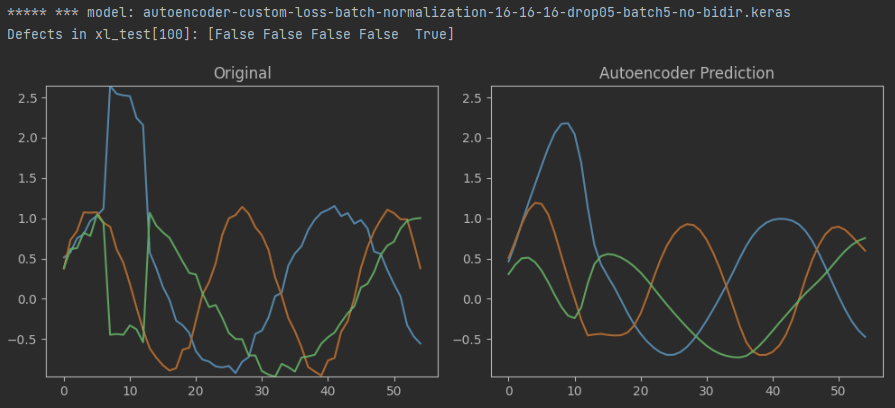 ***** *** model: autoencoder-custom-loss-batch-normalization-16-16-16-drop05-batch5-no-bidir.keras
Defects in xl_test[100]: [False False False False  True]
Original
Autoencoder Prediction
2.5
2.0
1.5
1.0
0.5
0.0
−0.5
0 10 20 30 40 50
2.5
2.0
1.5
1.0
0.5
0.0
−0.5
0 10 20 30 40 50